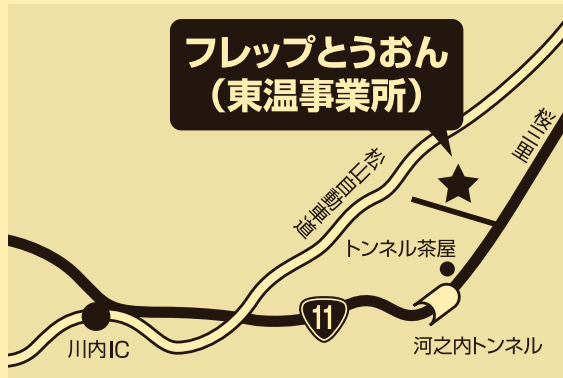 フレップとうおん
（東温事業所）
桜三里
松山自動車道
トンネル茶屋
11
川内IC
河之内トンネル